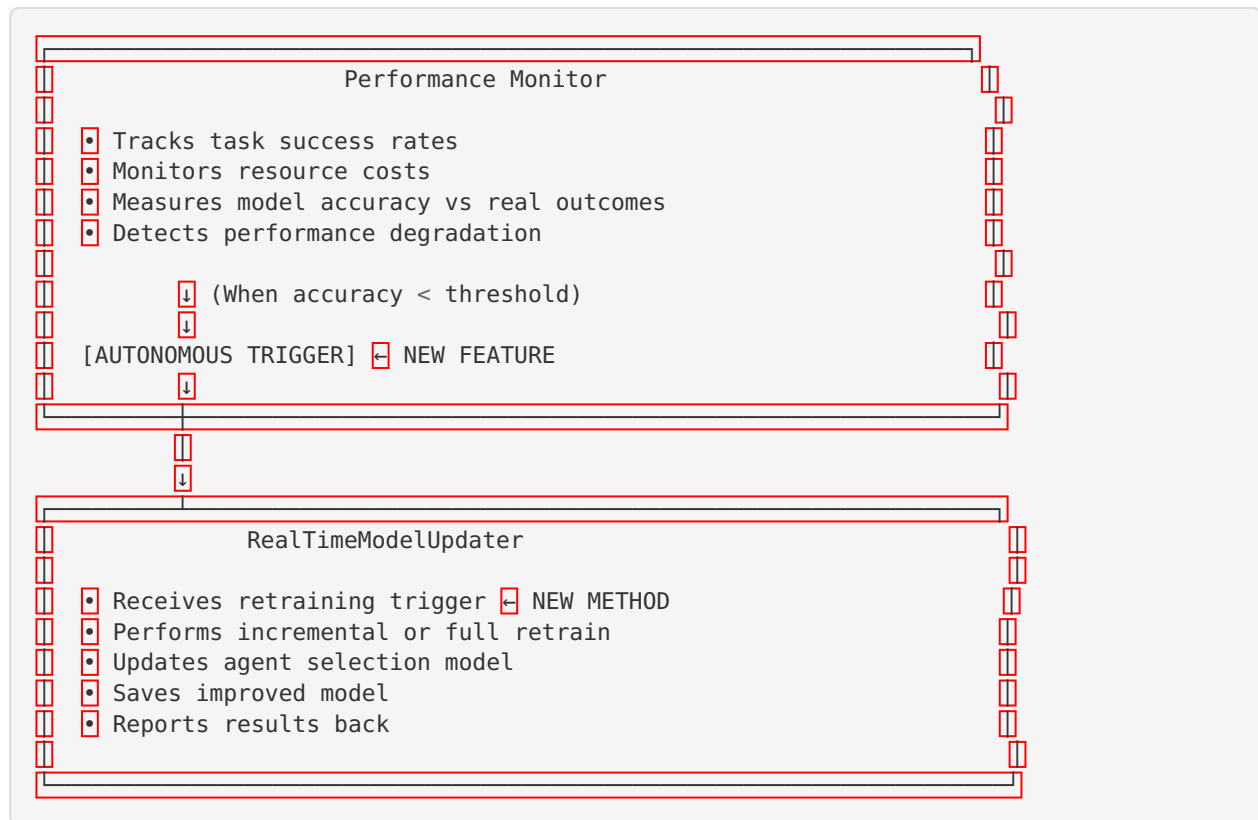 ┌──────────────────────────────────────────────────────────┐
│ Performance Monitor │
│ │
│ • Tracks task success rates │
│ • Monitors resource costs │
│ • Measures model accuracy vs real outcomes │
│ • Detects performance degradation │
│ │
│ ↓ (When accuracy < threshold) │
│ ↓ │
│ [AUTONOMOUS TRIGGER] ← NEW FEATURE │
│ ↓ │
└────────┼─────────────────────────────────────────────────┘
│
↓
┌────────┴─────────────────────────────────────────────────┐
│ RealTimeModelUpdater │
│ │
│ • Receives retraining trigger ← NEW METHOD │
│ • Performs incremental or full retrain │
│ • Updates agent selection model │
│ • Saves improved model │
│ • Reports results back │
│ │
└──────────────────────────────────────────────────────────┘